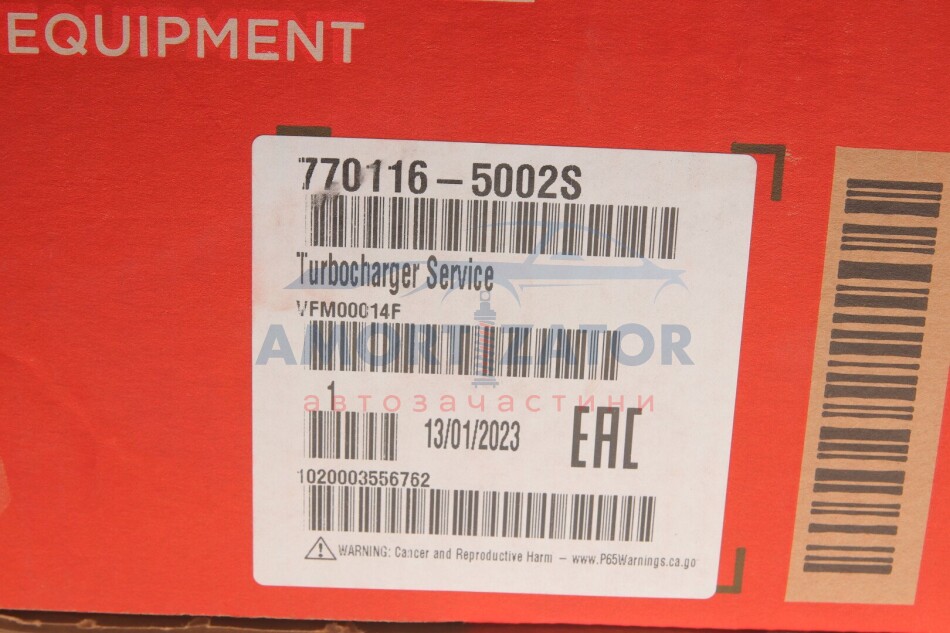 EQUIPMENT
770116-5002S
Turbocharger Service
VFM00014F
AMORTIZATOR
автозачастини
1
13/01/2023
EAC
1020003556762
WARNING: Cancer and Reproductive Harm – www.P65Warnings.ca.go